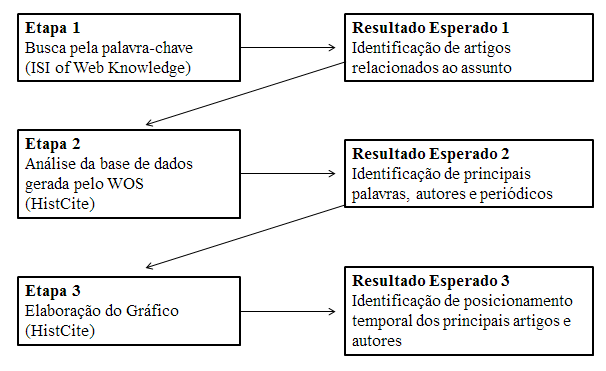 Etapa 1
Busca pela palavra-chave
(ISI of Web Knowledge)
Resultado Esperado 1
Identificação de artigos
relacionados ao assunto
Etapa 2
Análise da base de dados
gerada pelo WOS
(HistCite)
Resultado Esperado 2
Identificação de principais
palavras, autores e periódicos
Etapa 3
Elaboração do Gráfico
(HistCite)
Resultado Esperado 3
Identificação de posicionamento
temporal dos principais artigos e
autores